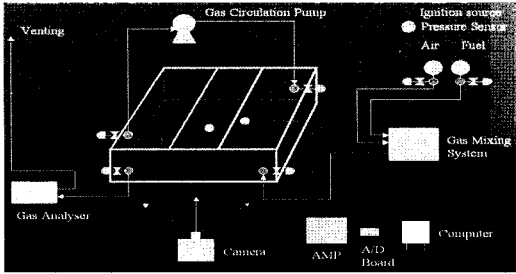 Gas Circulation Pump
Ignition source
Pressure Sensor
Venting
Air Fuel
Gas Mixing
System
Gas Analyser
Camera
AMP
A/D
Board
Computer